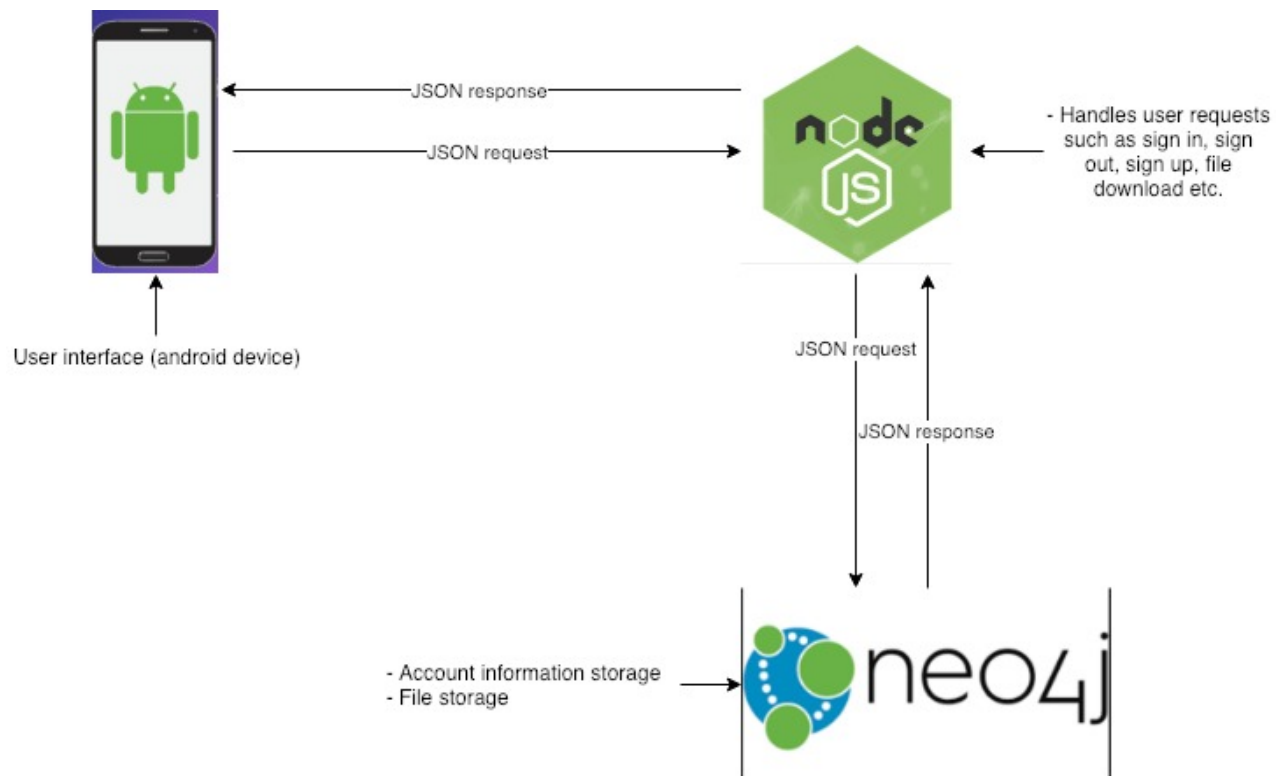 JSON response
JSON request
node
JS
- Handles user requests
such as sign in, sign
out, sign up, file
download etc.
User interface (android device)
JSON request
JSON response
- Account information storage
- File storage
neo4j